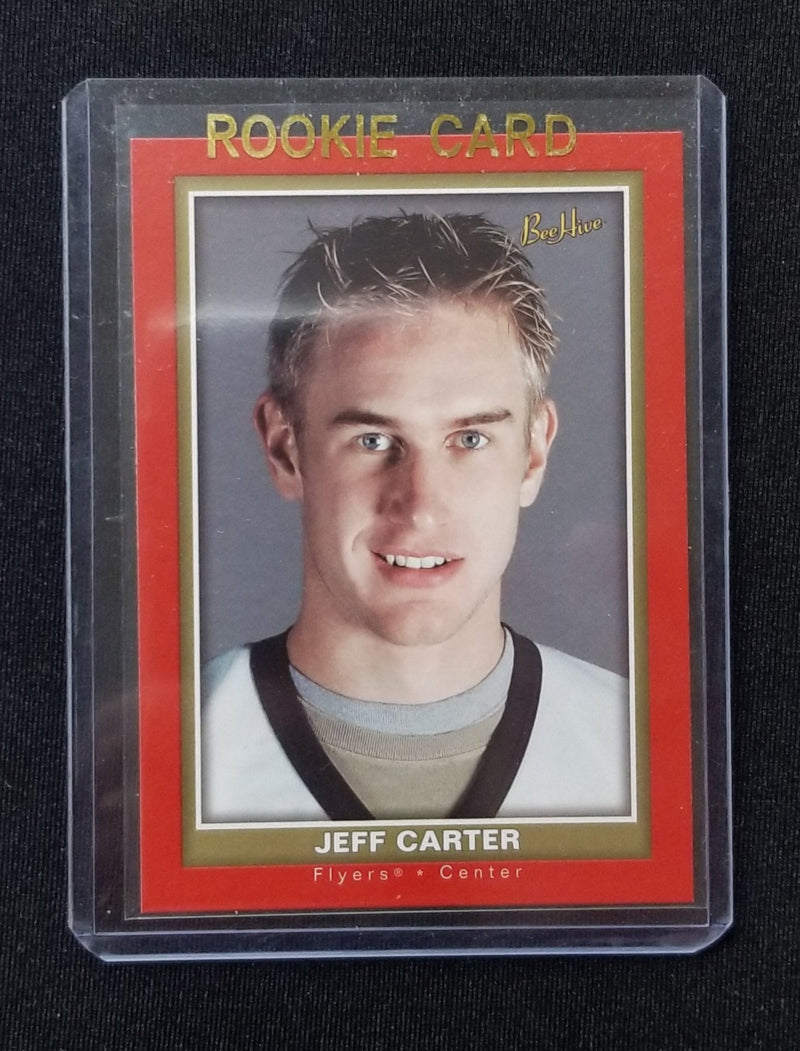 ROOKIE CARD
BeeHive
JEFF CARTER
Flyers® * Center